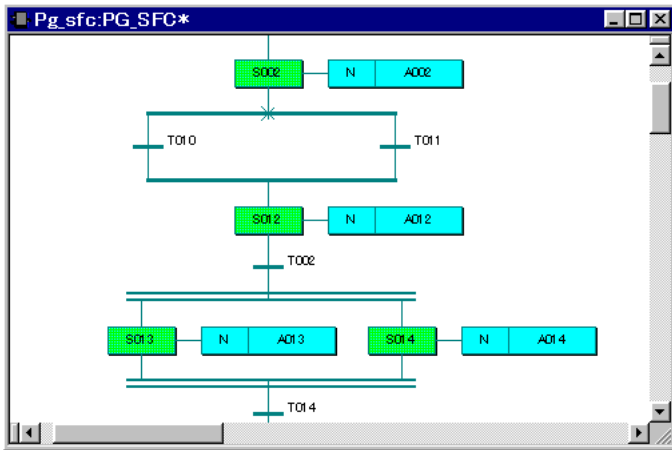 Pg_sfc:PG_SFC*
S002 N A002
T010 T011
S012 N A012
T002
S013 N A013 S014 N A014
T014